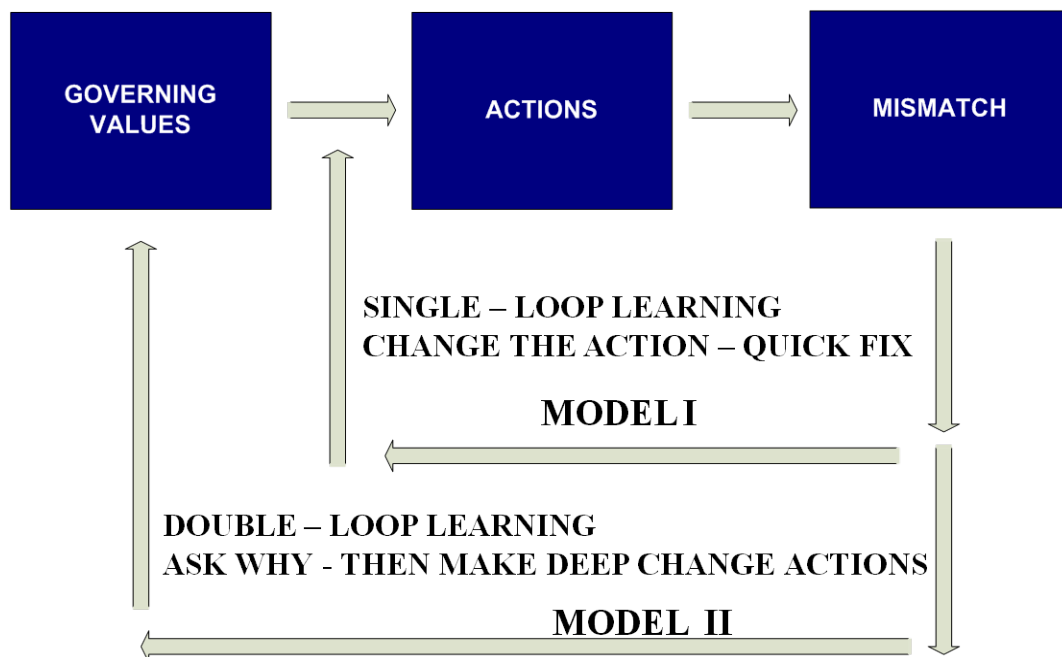 GOVERNING
VALUES
ACTIONS
MISMATCH
SINGLE – LOOP LEARNING
CHANGE THE ACTION – QUICK FIX
MODEL I
DOUBLE – LOOP LEARNING
ASK WHY - THEN MAKE DEEP CHANGE ACTIONS
MODEL II